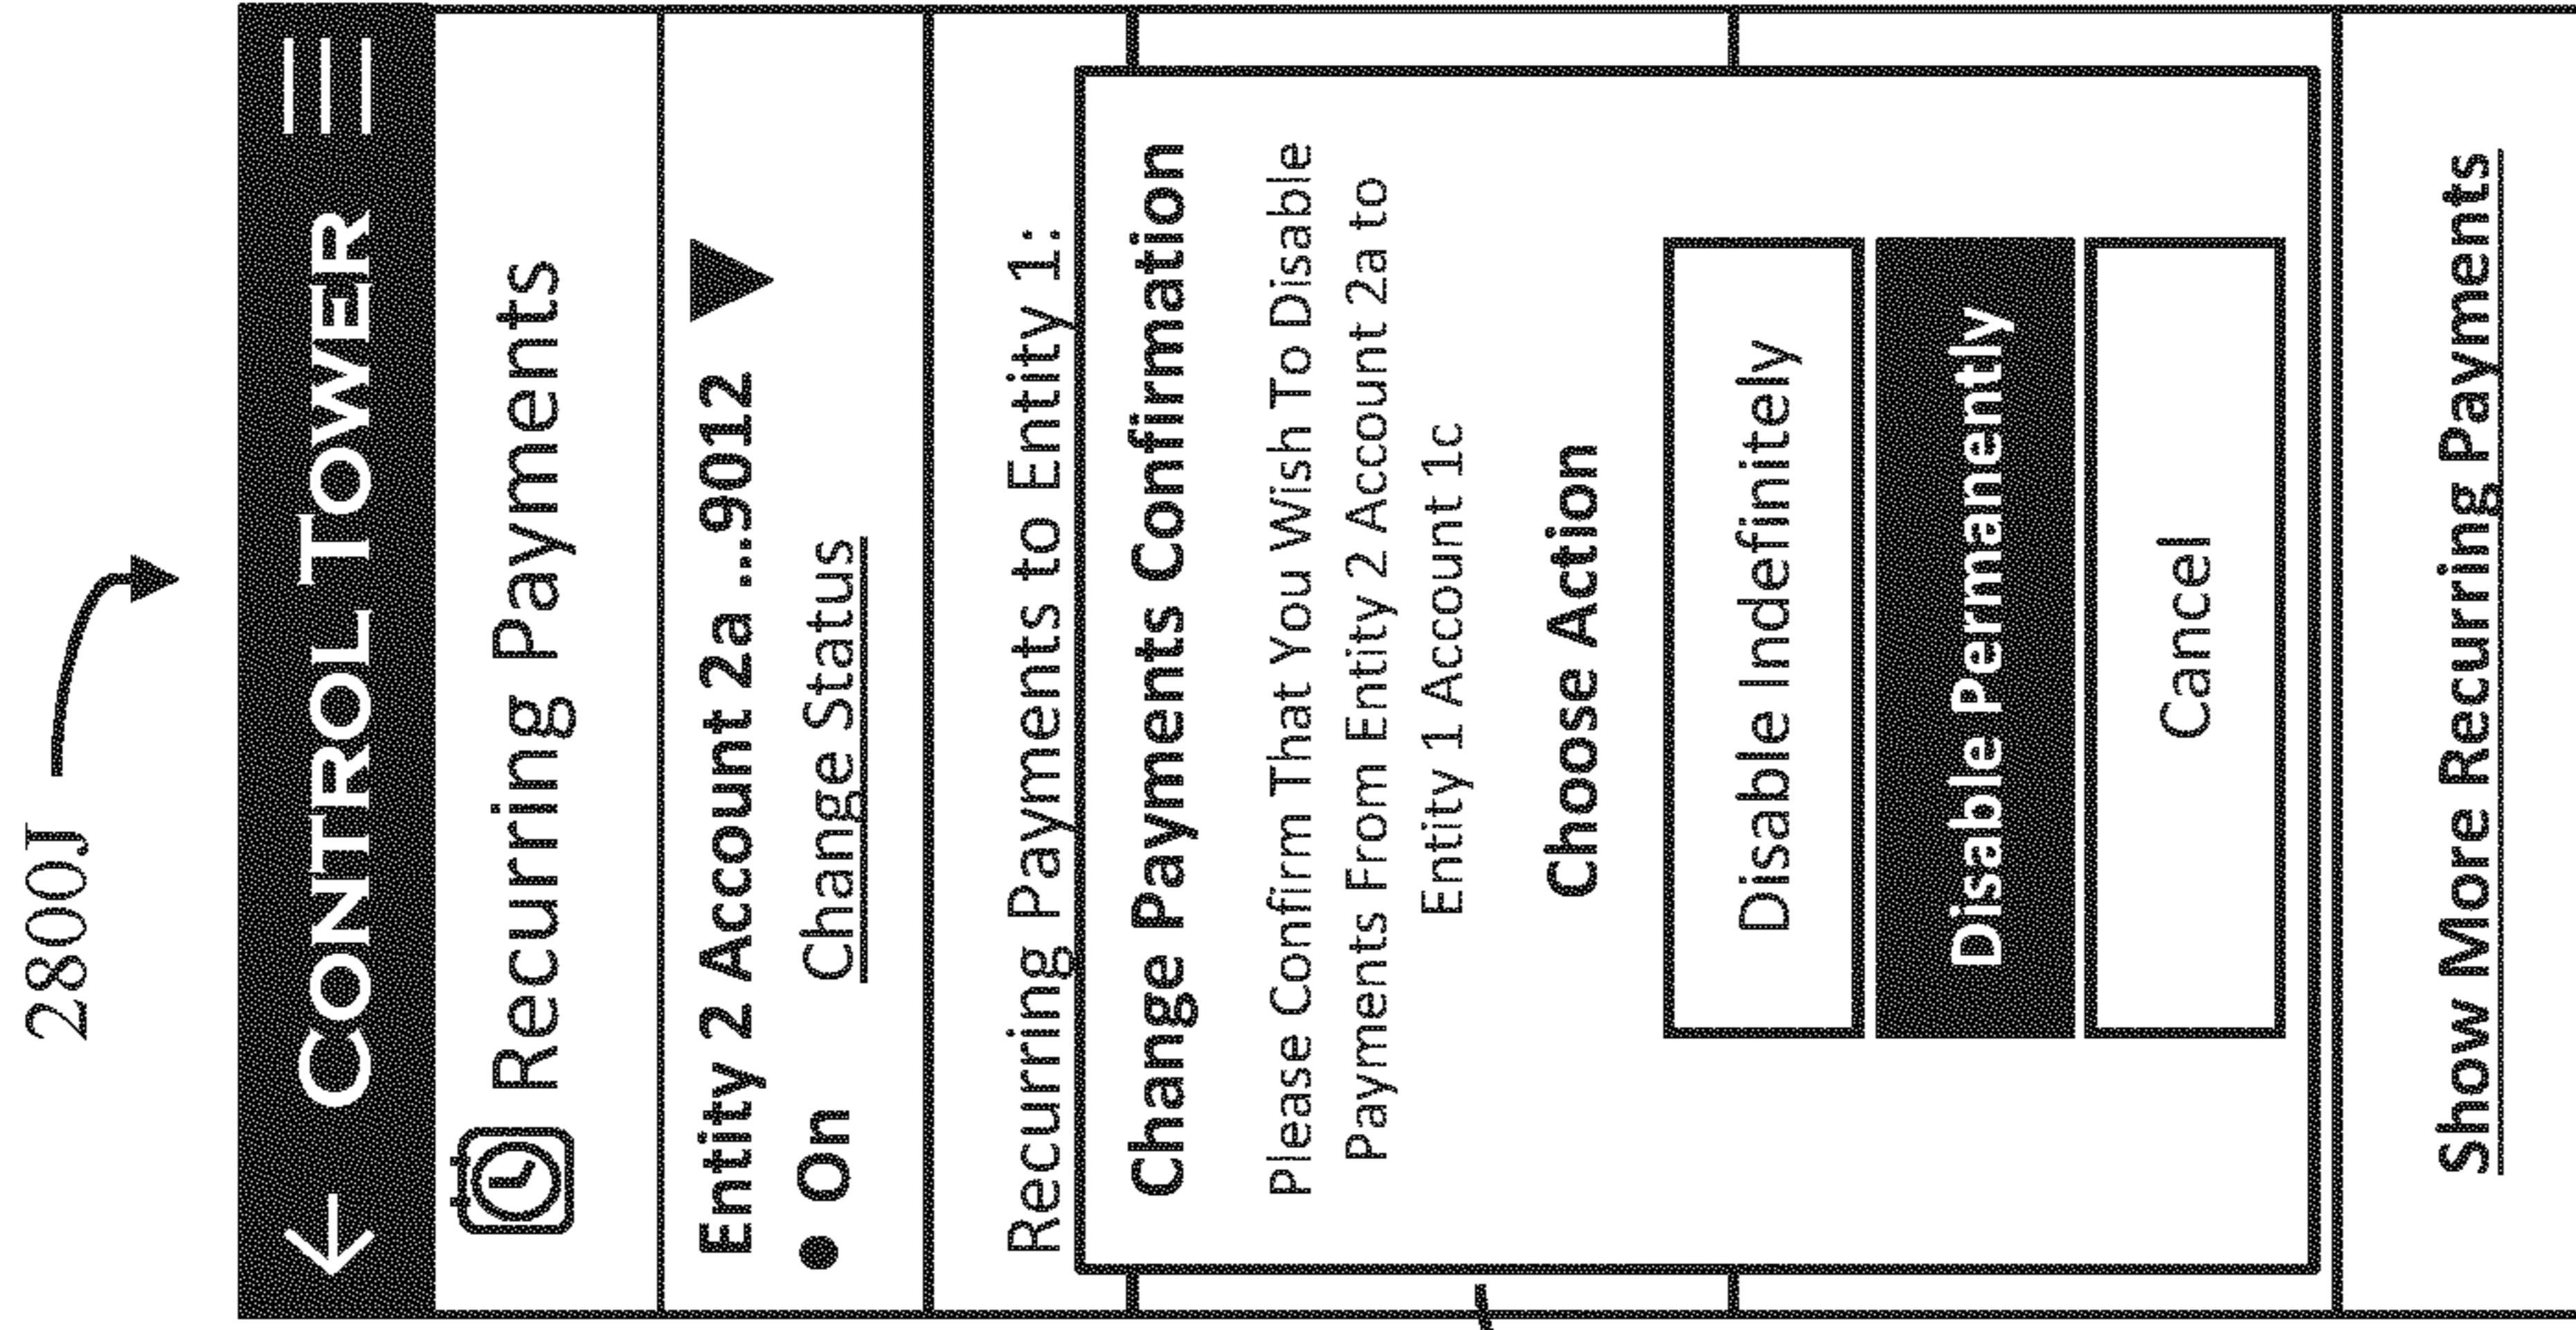 2800J
CONTROL TOWER
Recurring Payments
Entity 2 Account 2a ...9012
● On Change Status
Recurring Payments to Entity 1:
Change Payments Confirmation
Please Confirm That You Wish To Disable
Payments From Entity 2 Account 2a to
Entity 1 Account 1c
Choose Action
Disable Indefinitely
Disable Permanently
Cancel
Show More Recurring Payments